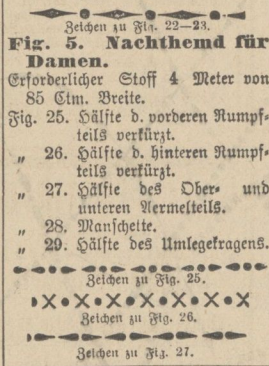 Zeichen zu Fig. 22—23.
Fig. 5. Nachthemd für
Damen.
Erforderlicher Stoff 4 Meter von
85 Ctm. Breite.
Fig. 25. Hälfte d. vorderen Rumpf-
teils verkürzt.
„ 26. Hälfte d. hinteren Rumpf-
teils verkürzt.
„ 27. Hälfte des Ober- und
unteren Aermelteils.
„ 28. Manschette.
„ 29. Hälfte des Umlegekragens.
Zeichen zu Fig. 25.
Zeichen zu Fig. 26.
Zeichen zu Fig. 27.